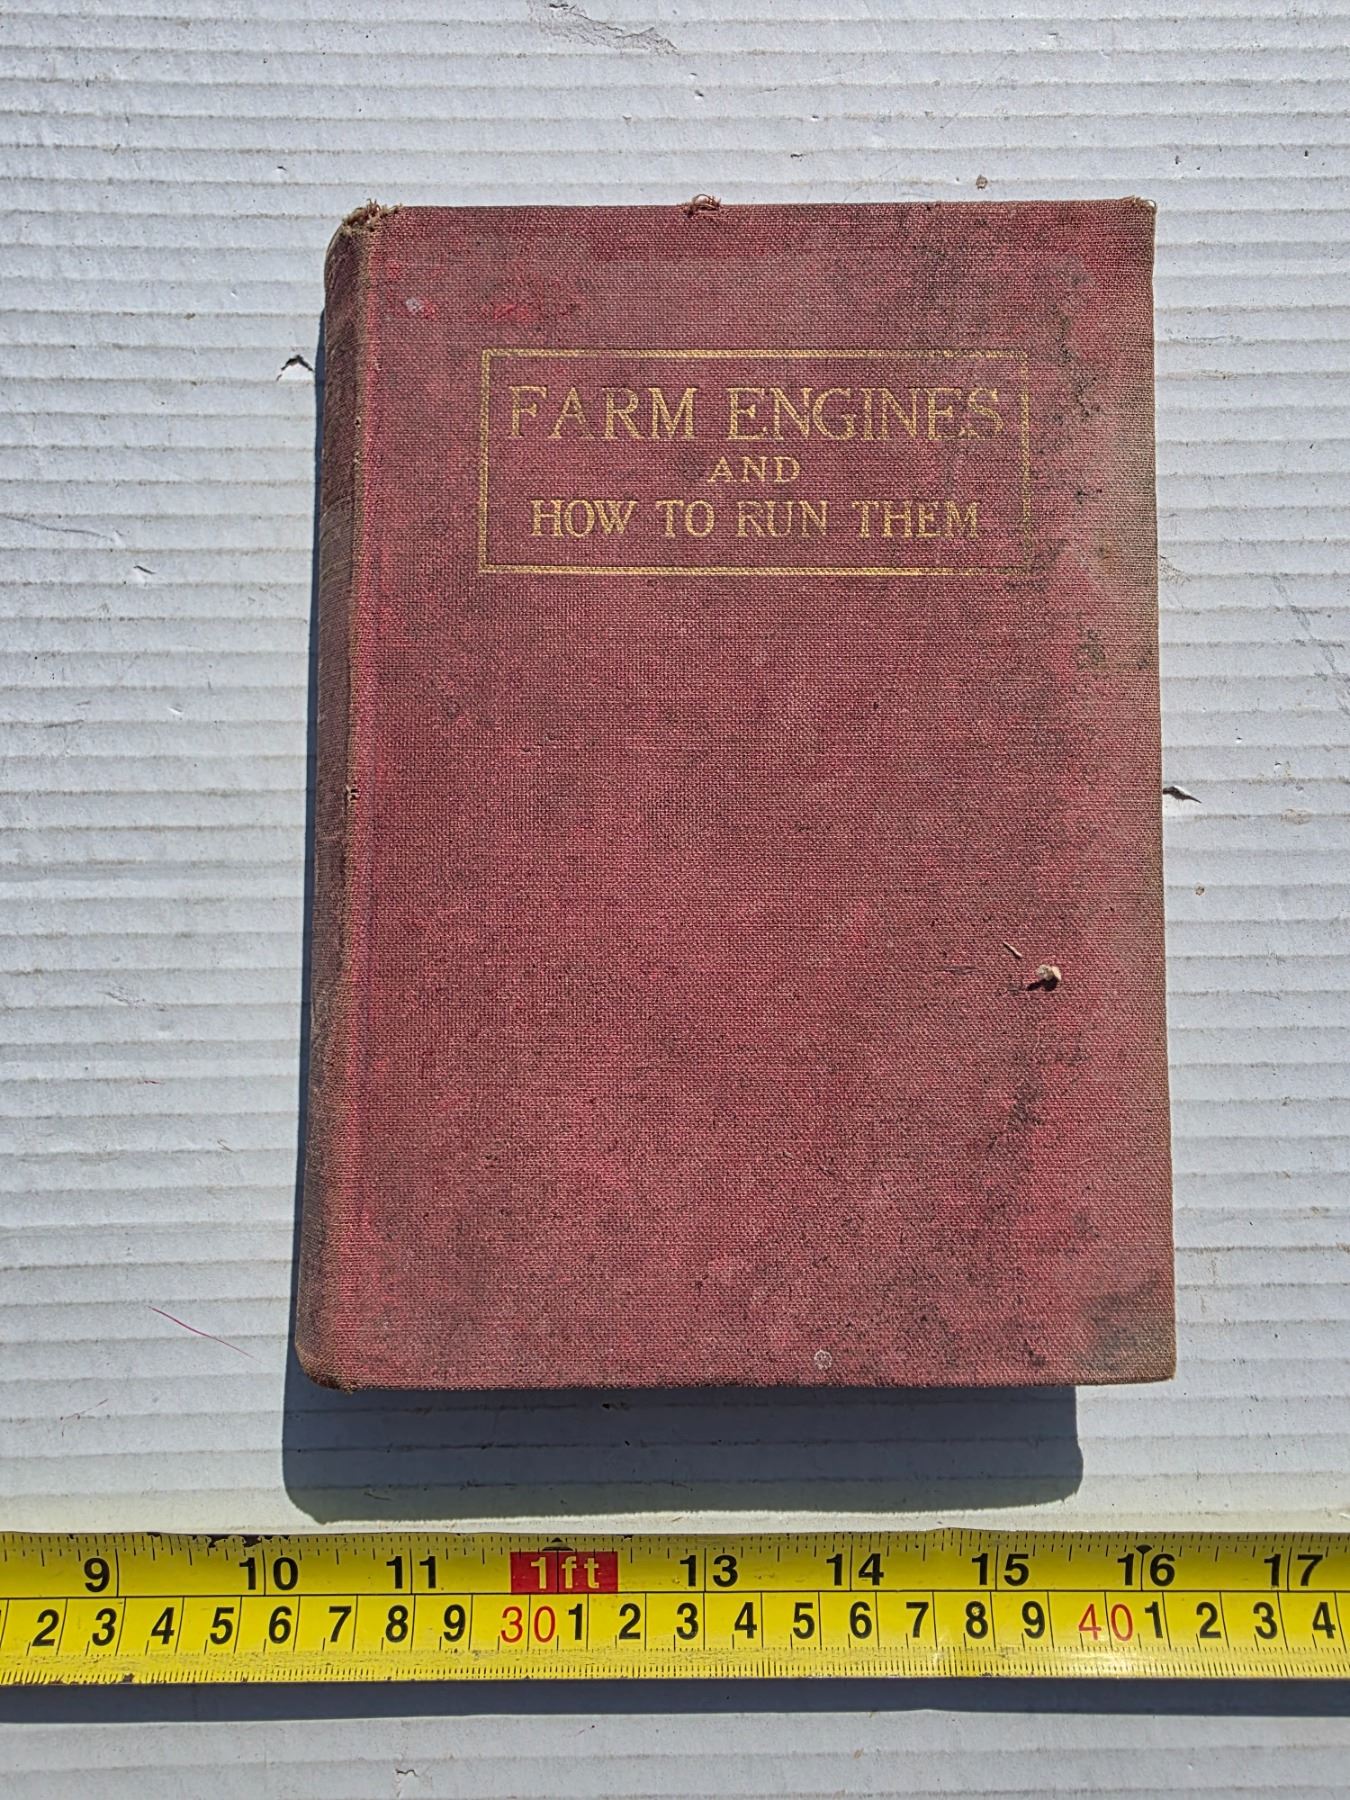 FARM ENGINES
AND
HOW TO RUN THEM
9 10 11 1ft 13 14 15 16 17
2 3 4 5 6 7 8 9 30 1 2 3 4 5 6 7 8 9 40 1 2 3 4